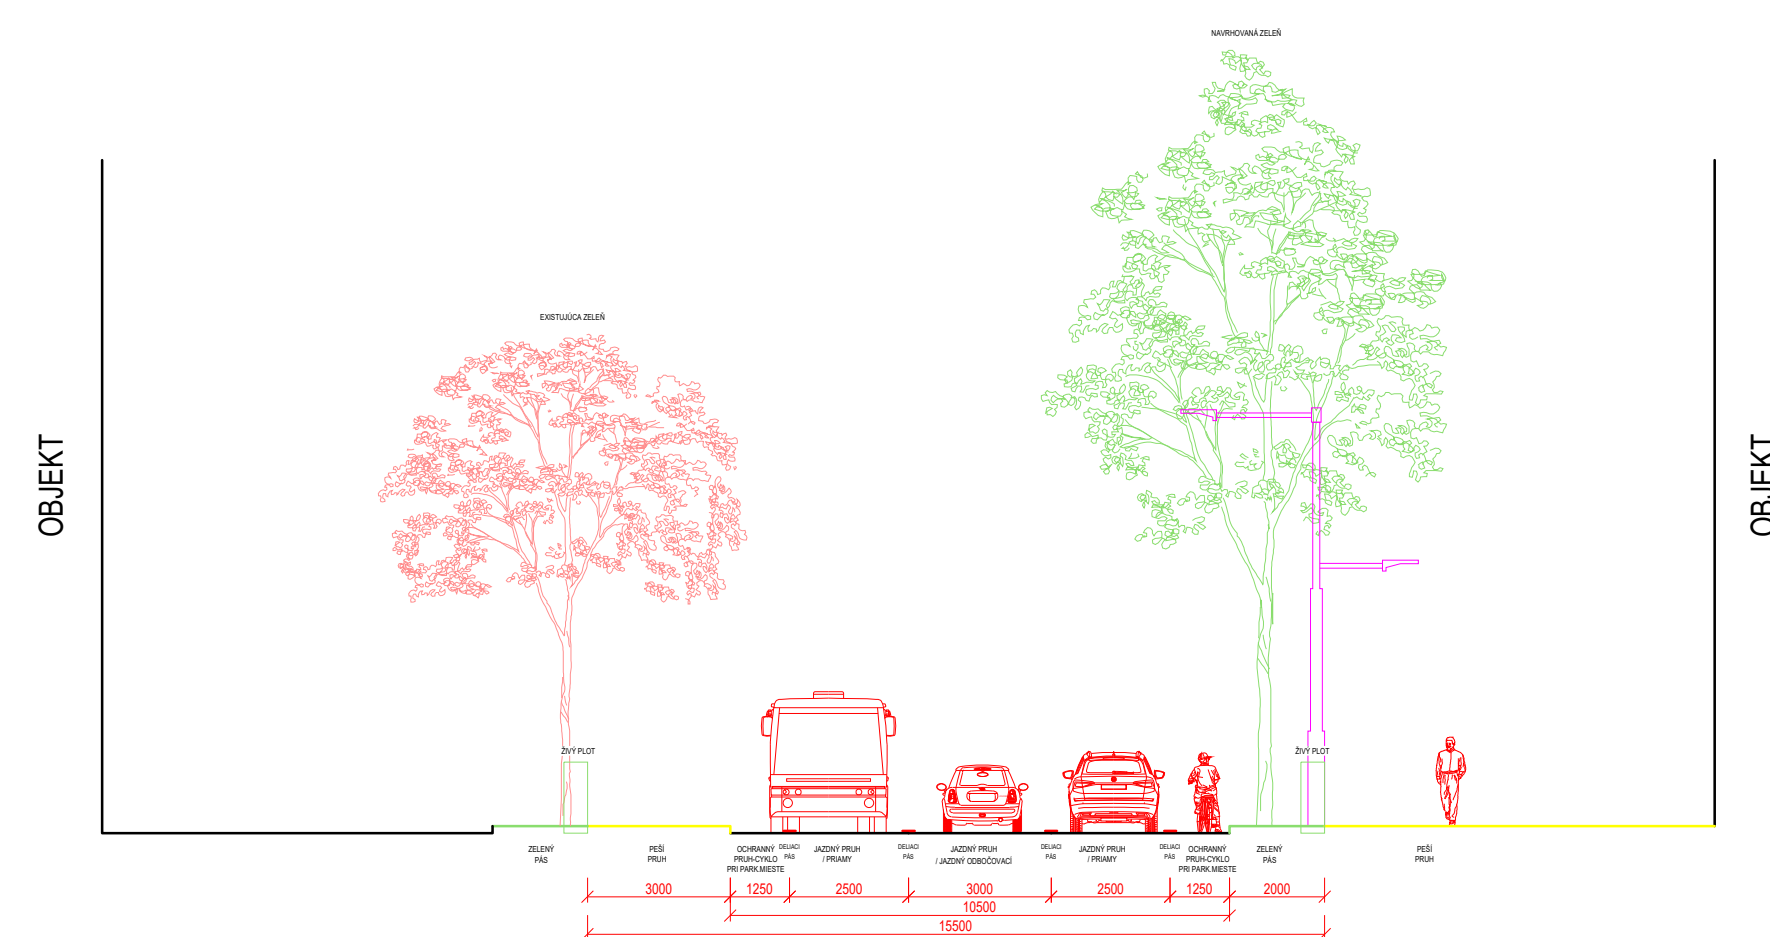 NAVRHOVANÁ ZELEŇ
EXISTUJÚCA ZELEŇ
OBJEKT
OBJEKT
ŽIVÝ PLOT
ŽIVÝ PLOT
ZELENÝ
PÁS
PEŠÍ
PRUH
OCHRANNÝ
PRUH-CYKLO
PRI PARK.MIESTE
DELIACI
PÁS
JAZDNÝ PRUH
/ PRIAMY
DELIACI
PÁS
JAZDNÝ PRUH
/ JAZDNÝ ODBOČOVACÍ
DELIACI
PÁS
JAZDNÝ PRUH
/ PRIAMY
DELIACI
PÁS
OCHRANNÝ
PRUH-CYKLO
PRI PARK.MIESTE
ZELENÝ
PÁS
PEŠÍ
PRUH
3000 1250 2500 3000 2500 1250 2000
10500
15500